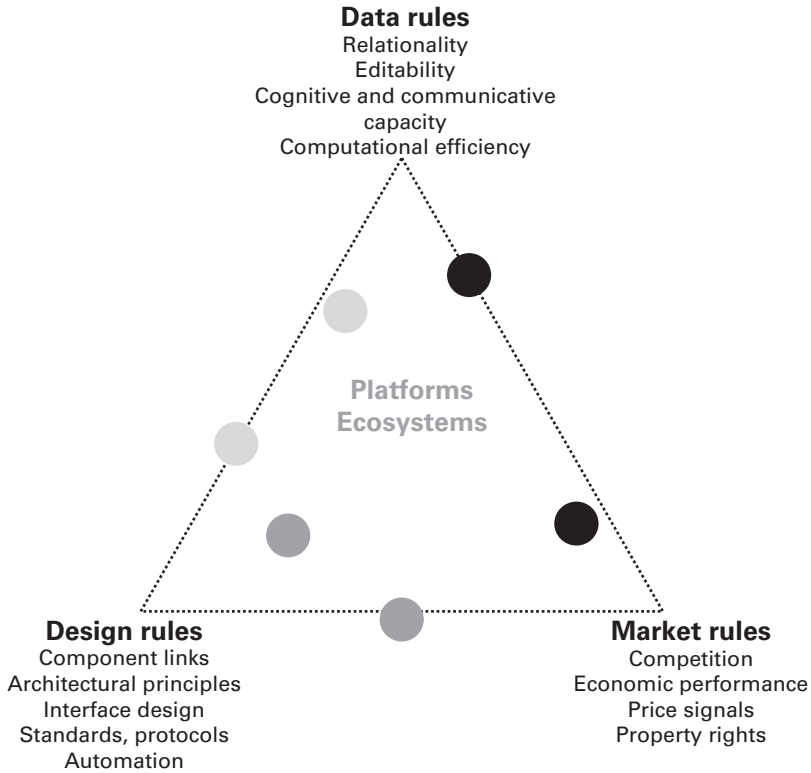 Data rules
Relationality
Editability
Cognitive and communicative
capacity
Computational efficiency
Platforms
Ecosystems
Design rules
Component links
Architectural principles
Interface design
Standards, protocols
Automation
Market rules
Competition
Economic performance
Price signals
Property rights